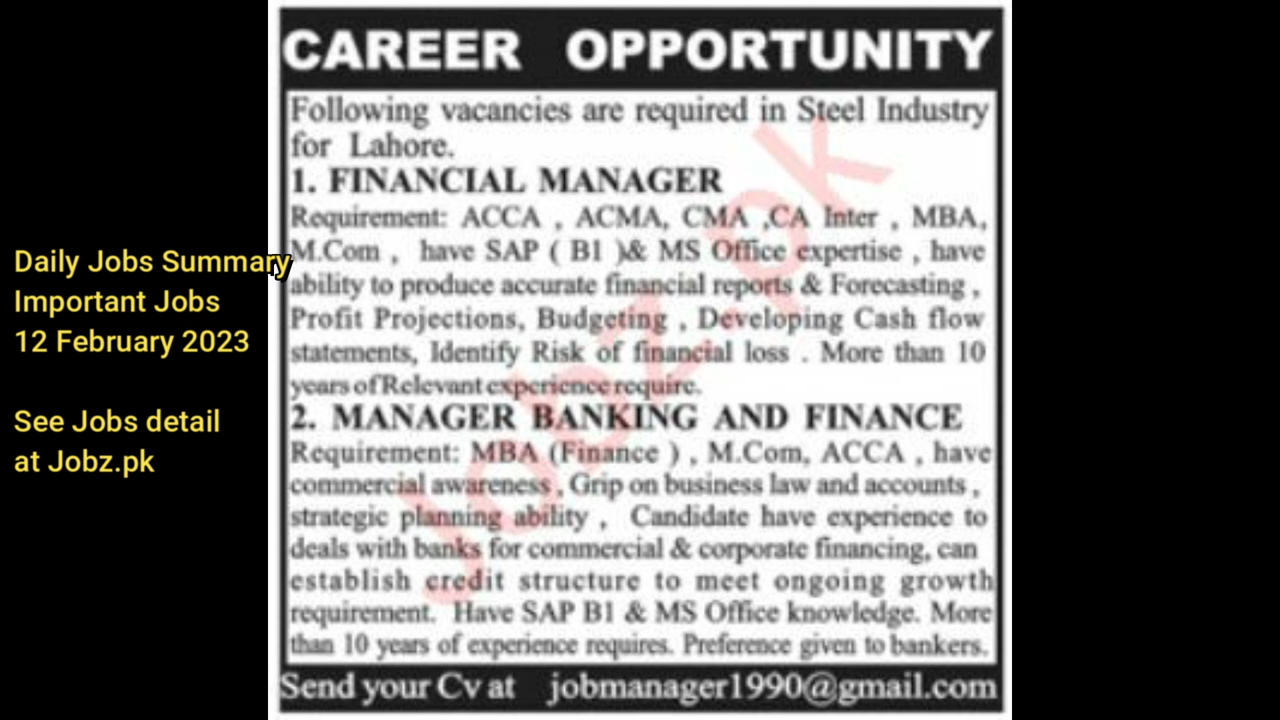 CAREER OPPORTUNITY
Following vacancies are required in Steel Industry
for Lahore.
1. FINANCIAL MANAGER
Requirement: ACCA , ACMA, CMA ,CA Inter , MBA,
M.Com , have SAP ( B1 )& MS Office expertise , have
ability to produce accurate financial reports & Forecasting ,
Profit Projections, Budgeting , Developing Cash flow
statements, Identify Risk of financial loss . More than 10
years of Relevant experience require.
2. MANAGER BANKING AND FINANCE
Requirement: MBA (Finance ) , M.Com, ACCA , have
commercial awareness , Grip on business law and accounts ,
strategic planning ability , Candidate have experience to
deals with banks for commercial & corporate financing, can
establish credit structure to meet ongoing growth
requirement. Have SAP B1 & MS Office knowledge. More
than 10 years of experience requires. Preference given to bankers.
Send your Cv at jobmanager1990@gmail.com
Jobz.pk
Daily Jobs Summary
Important Jobs
12 February 2023
See Jobs detail
at Jobz.pk